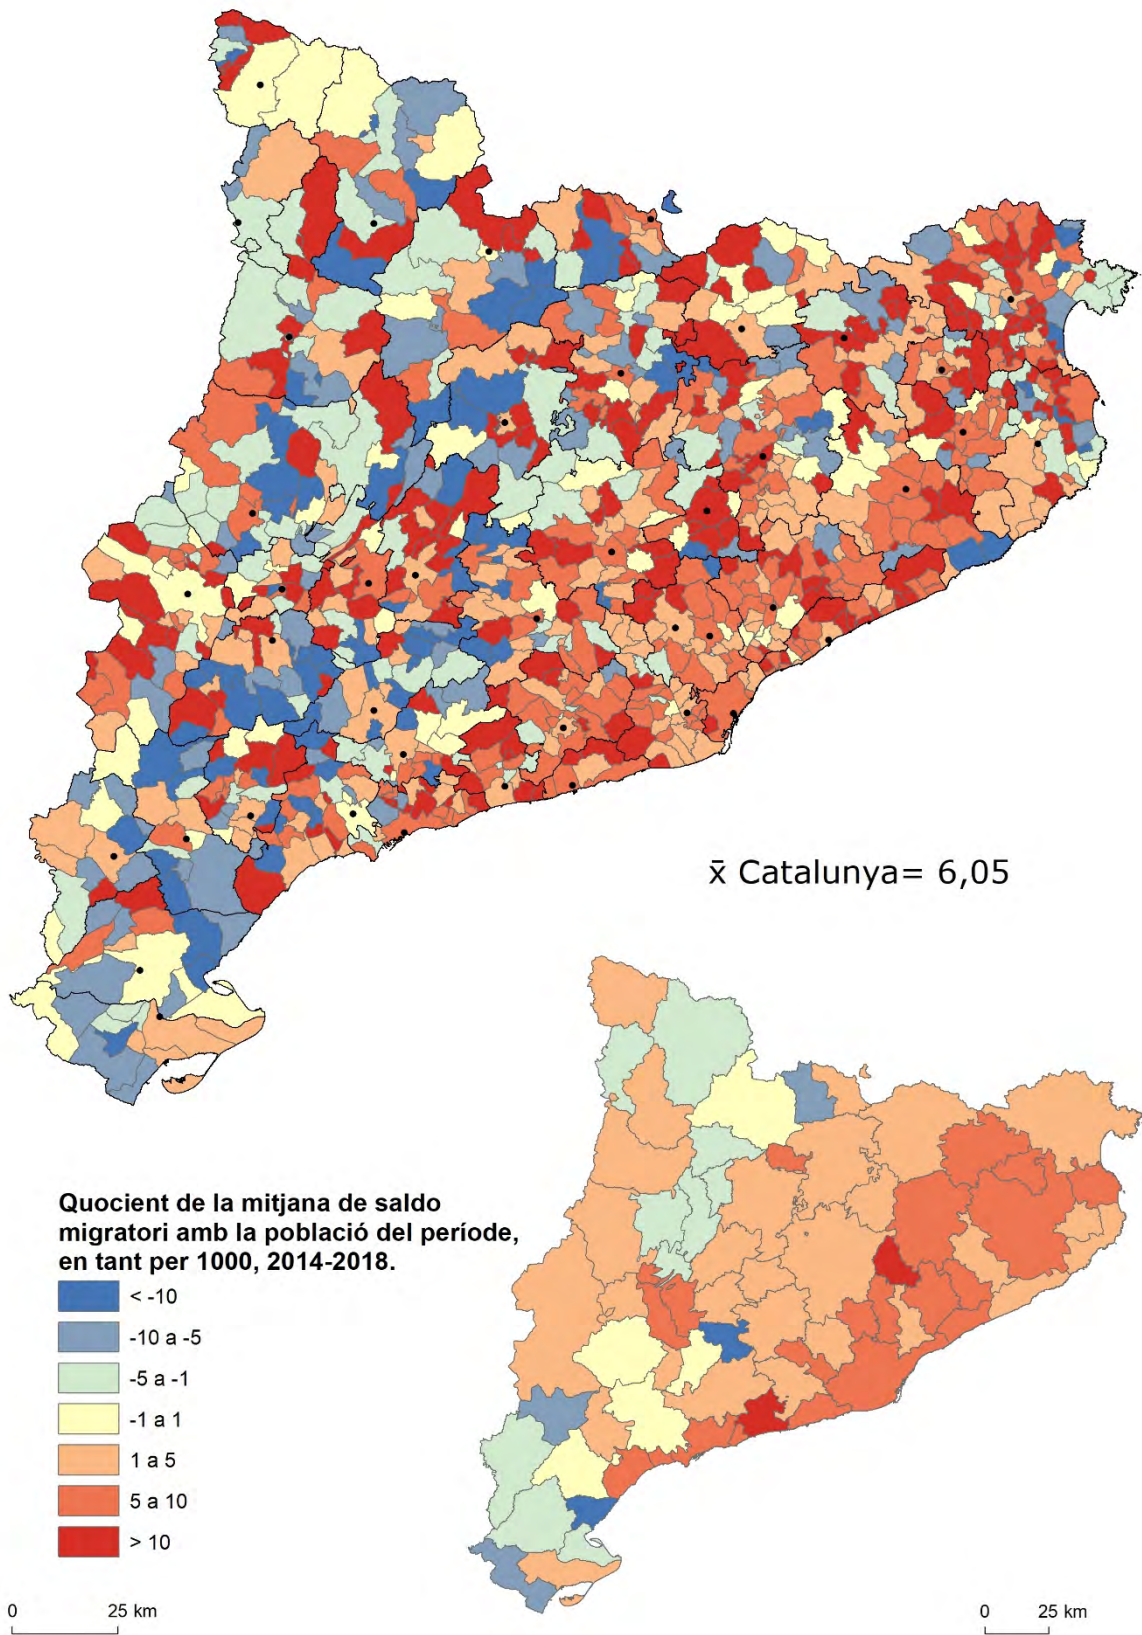 x̄ Catalunya= 6,05
Quocient de la mitjana de saldo
migratori amb la població del període,
en tant per 1000, 2014-2018.
< -10
-10 a -5
-5 a -1
-1 a 1
1 a 5
5 a 10
> 10
0 25 km
0 25 km